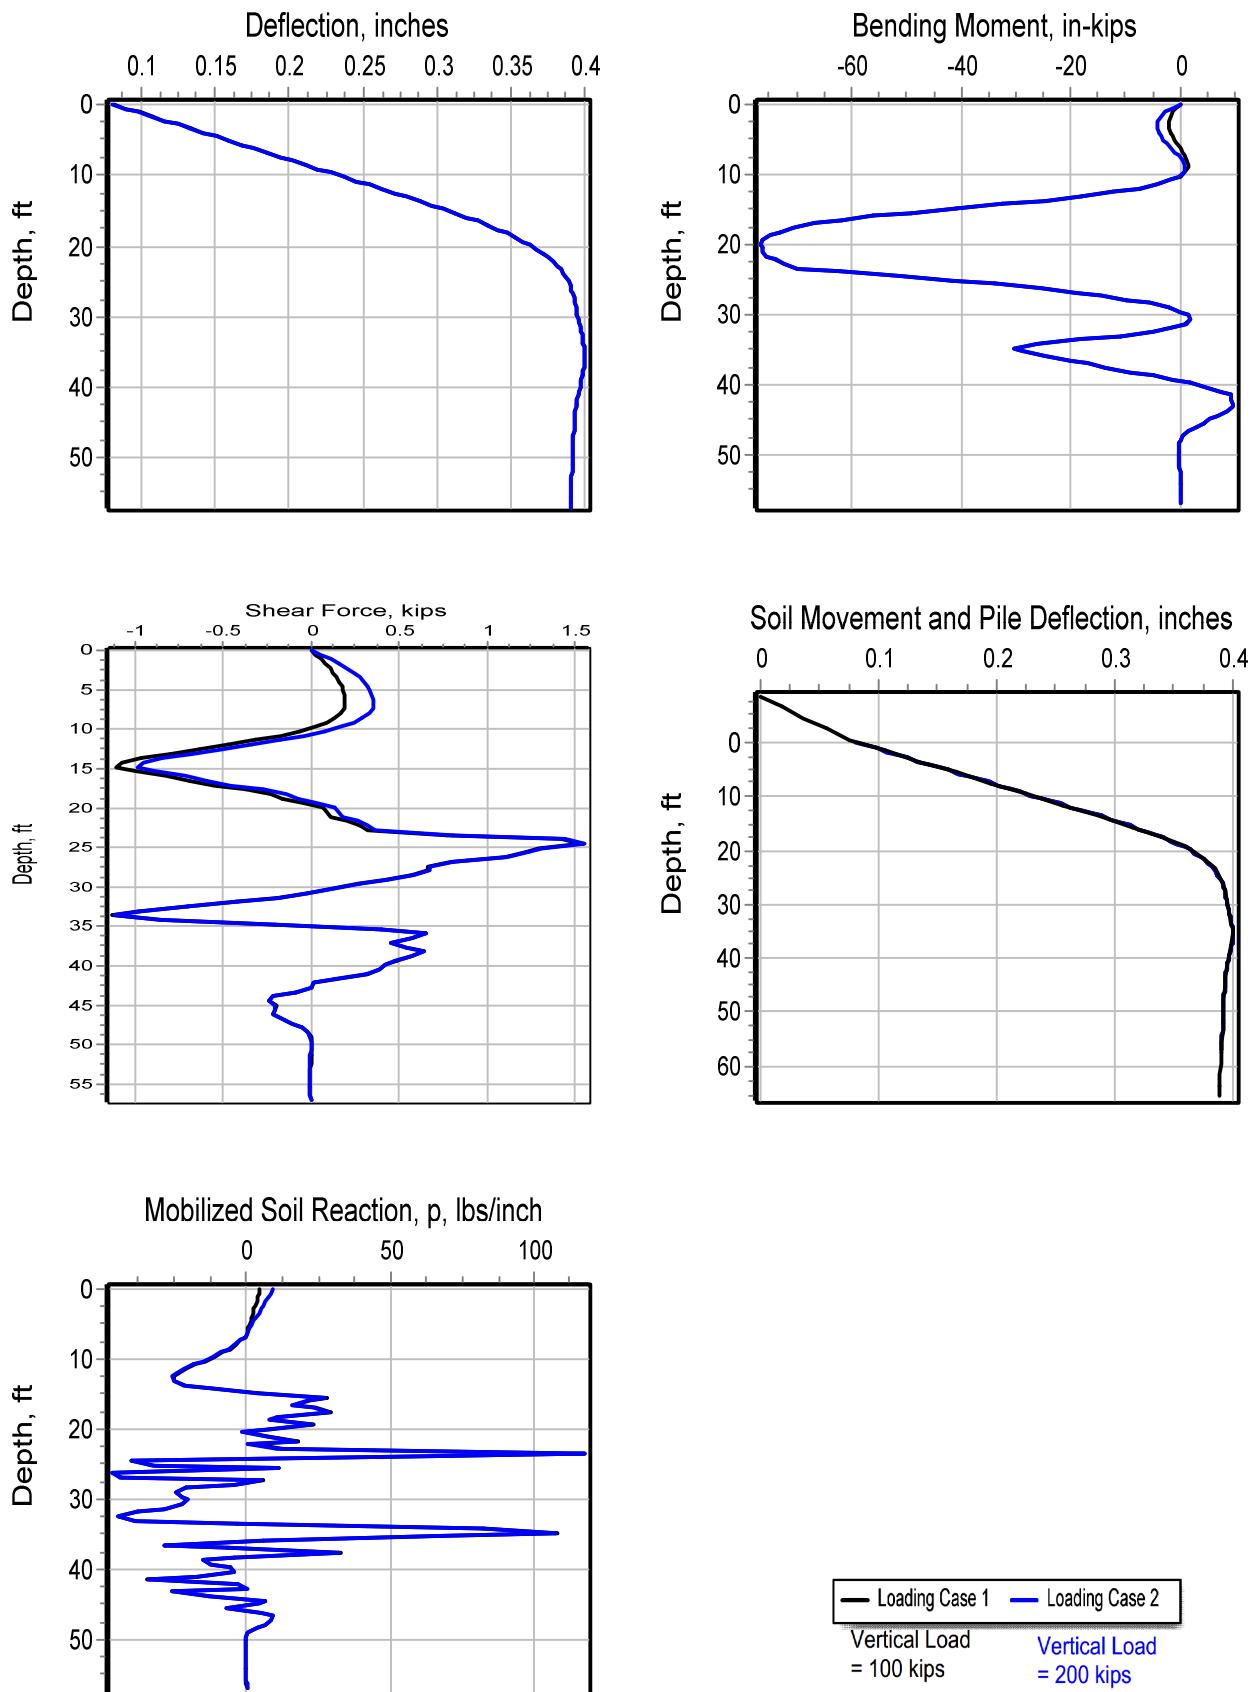 Deflection, inches
0.1 0.15 0.2 0.25 0.3 0.35 0.4
0
10
20
30
40
50
Depth, ft
Bending Moment, in-kips
-60 -40 -20 0
0
10
20
30
40
50
Depth, ft
Shear Force, kips
-1 -0.5 0 0.5 1 1.5
0
5
10
15
20
25
30
35
40
45
50
55
Depth, ft
Soil Movement and Pile Deflection, inches
0 0.1 0.2 0.3 0.4
0
10
20
30
40
50
60
Depth, ft
Mobilized Soil Reaction, p, lbs/inch
0 50 100
0
10
20
30
40
50
Depth, ft
Loading Case 1 Loading Case 2
Vertical Load
= 100 kips
Vertical Load
= 200 kips